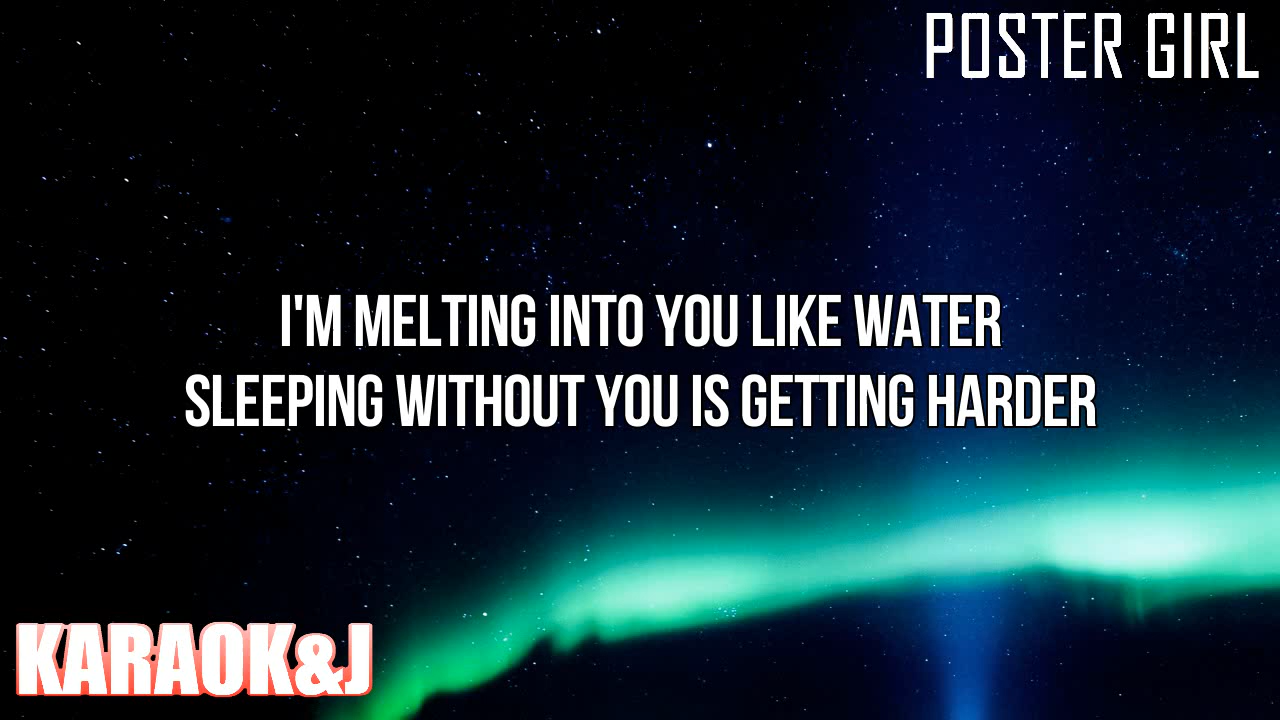 POSTER GIRL
I'M MELTING INTO YOU LIKE WATER
SLEEPING WITHOUT YOU IS GETTING HARDER
KARAOK&J